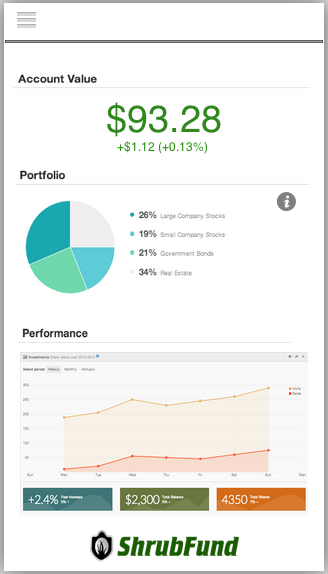 Account Value
$93.28
+$1.12 (+0.13%)
Portfolio
26% Large Company Stocks
19% Small Company Stocks
21% Government Bonds
34% Real Estate
i
Performance
Investments
Select period: Weekly Monthly Annually
300
250
200
150
100
50
Visits
Sales
Sun Mon Tue Wed Thu Fri Sat Sun Mon
+2.4% Year Increase
$2,300 Total Balance
4350 Total Shares
ShrubFund